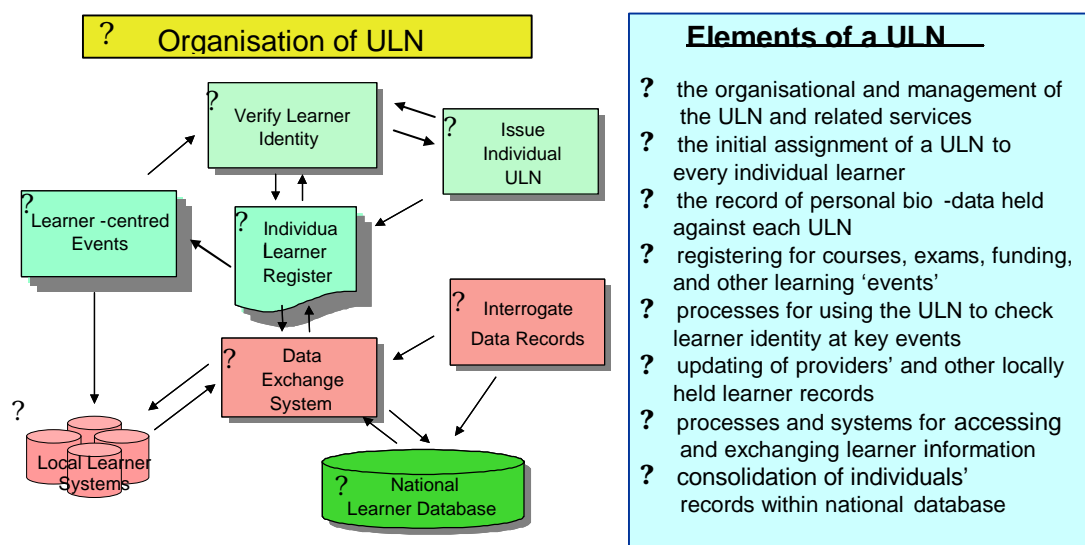 ? Organisation of ULN
? Verify Learner
Identity
? Issue
Individual
ULN
? Learner -centred
Events
? Individua
Learner
Register
? Interrogate
Data Records
? Data
Exchange
System
?
Local Learner
Systems
? National
Learner Database
Elements of a ULN
? the organisational and management of
the ULN and related services
? the initial assignment of a ULN to
every individual learner
? the record of personal bio -data held
against each ULN
? registering for courses, exams, funding,
and other learning ‘events’
? processes for using the ULN to check
learner identity at key events
? updating of providers’ and other locally
held learner records
? processes and systems for accessing
and exchanging learner information
? consolidation of individuals’
records within national database